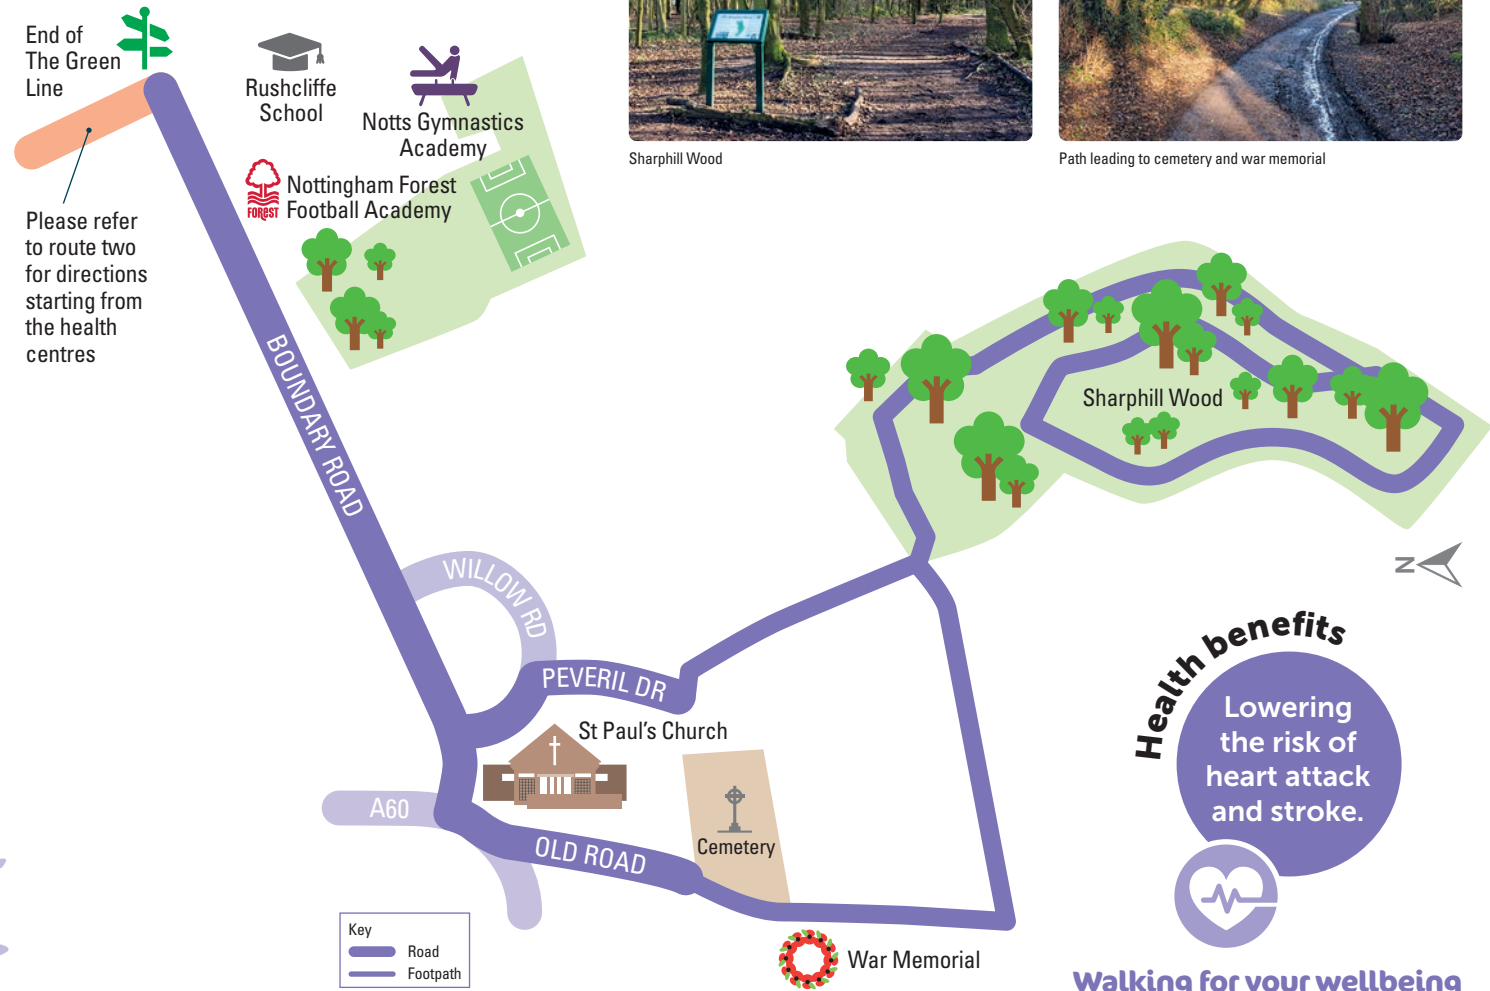 End of
The Green
Line
Rushcliffe
School
Notts Gymnastics
Academy
FOREST
Nottingham Forest
Football Academy
Please refer
to route two
for directions
starting from
the health
centres
Sharphill Wood
Path leading to cemetery and war memorial
BOUNDARY ROAD
Sharphill Wood
WILLOW RD
N
PEVERIL DR
St Paul's Church
A60
OLD ROAD
Cemetery
War Memorial
Key
Road
Footpath
Health benefits
Lowering
the risk of
heart attack
and stroke.
Walking for your wellbeing